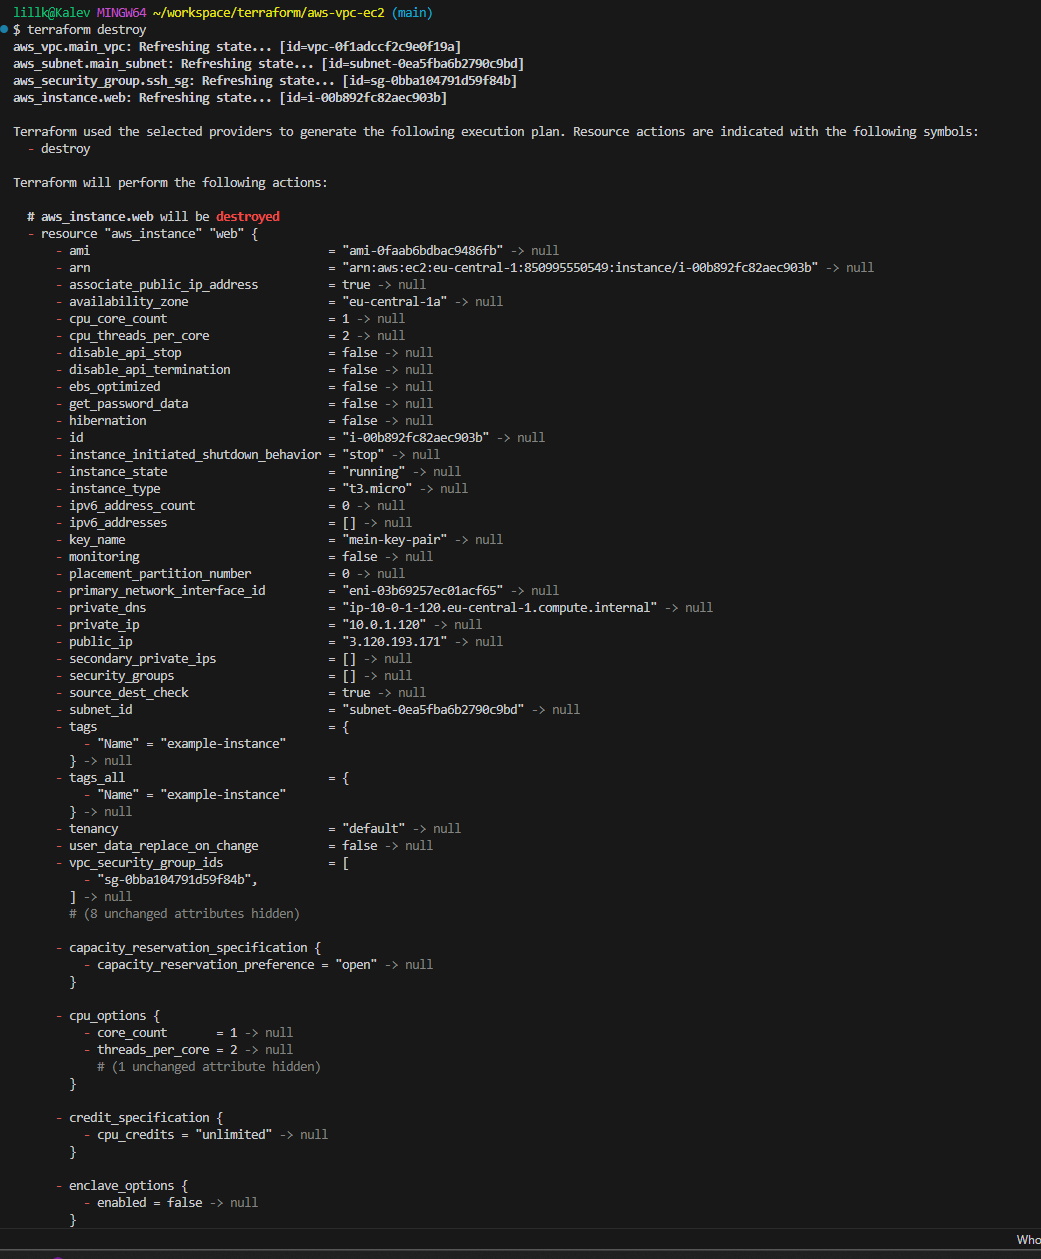 lillk@Kalev MINGW64 ~/workspace/terraform/aws-vpc-ec2 (main)
$ terraform destroy
aws_vpc.main_vpc: Refreshing state... [id=vpc-0f1adccf2c9e0f19a]
aws_subnet.main_subnet: Refreshing state... [id=subnet-0ea5fba6b2790c9bd]
aws_security_group.ssh_sg: Refreshing state... [id=sg-0bba104791d59f84b]
aws_instance.web: Refreshing state... [id=i-00b892fc82aec903b]

Terraform used the selected providers to generate the following execution plan. Resource actions are indicated with the following symbols:
  - destroy

Terraform will perform the following actions:

  # aws_instance.web will be destroyed
  - resource "aws_instance" "web" {
      - ami                                  = "ami-0faab6bdbac9486fb" -> null
      - arn                                  = "arn:aws:ec2:eu-central-1:850995550549:instance/i-00b892fc82aec903b" -> null
      - associate_public_ip_address          = true -> null
      - availability_zone                    = "eu-central-1a" -> null
      - cpu_core_count                       = 1 -> null
      - cpu_threads_per_core                 = 2 -> null
      - disable_api_stop                     = false -> null
      - disable_api_termination              = false -> null
      - ebs_optimized                        = false -> null
      - get_password_data                    = false -> null
      - hibernation                          = false -> null
      - id                                   = "i-00b892fc82aec903b" -> null
      - instance_initiated_shutdown_behavior = "stop" -> null
      - instance_state                       = "running" -> null
      - instance_type                        = "t3.micro" -> null
      - ipv6_address_count                   = 0 -> null
      - ipv6_addresses                       = [] -> null
      - key_name                             = "mein-key-pair" -> null
      - monitoring                           = false -> null
      - placement_partition_number           = 0 -> null
      - primary_network_interface_id         = "eni-03b69257ec01acf65" -> null
      - private_dns                          = "ip-10-0-1-120.eu-central-1.compute.internal" -> null
      - private_ip                           = "10.0.1.120" -> null
      - public_ip                            = "3.120.193.171" -> null
      - secondary_private_ips                = [] -> null
      - security_groups                      = [] -> null
      - source_dest_check                    = true -> null
      - subnet_id                            = "subnet-0ea5fba6b2790c9bd" -> null
      - tags                                 = {
          - "Name" = "example-instance"
        } -> null
      - tags_all                             = {
          - "Name" = "example-instance"
        } -> null
      - tenancy                              = "default" -> null
      - user_data_replace_on_change          = false -> null
      - vpc_security_group_ids               = [
          - "sg-0bba104791d59f84b",
        ] -> null
        # (8 unchanged attributes hidden)

      - capacity_reservation_specification {
          - capacity_reservation_preference = "open" -> null
        }

      - cpu_options {
          - core_count       = 1 -> null
          - threads_per_core = 2 -> null
            # (1 unchanged attribute hidden)
        }

      - credit_specification {
          - cpu_credits = "unlimited" -> null
        }

      - enclave_options {
          - enabled = false -> null
        }
Who